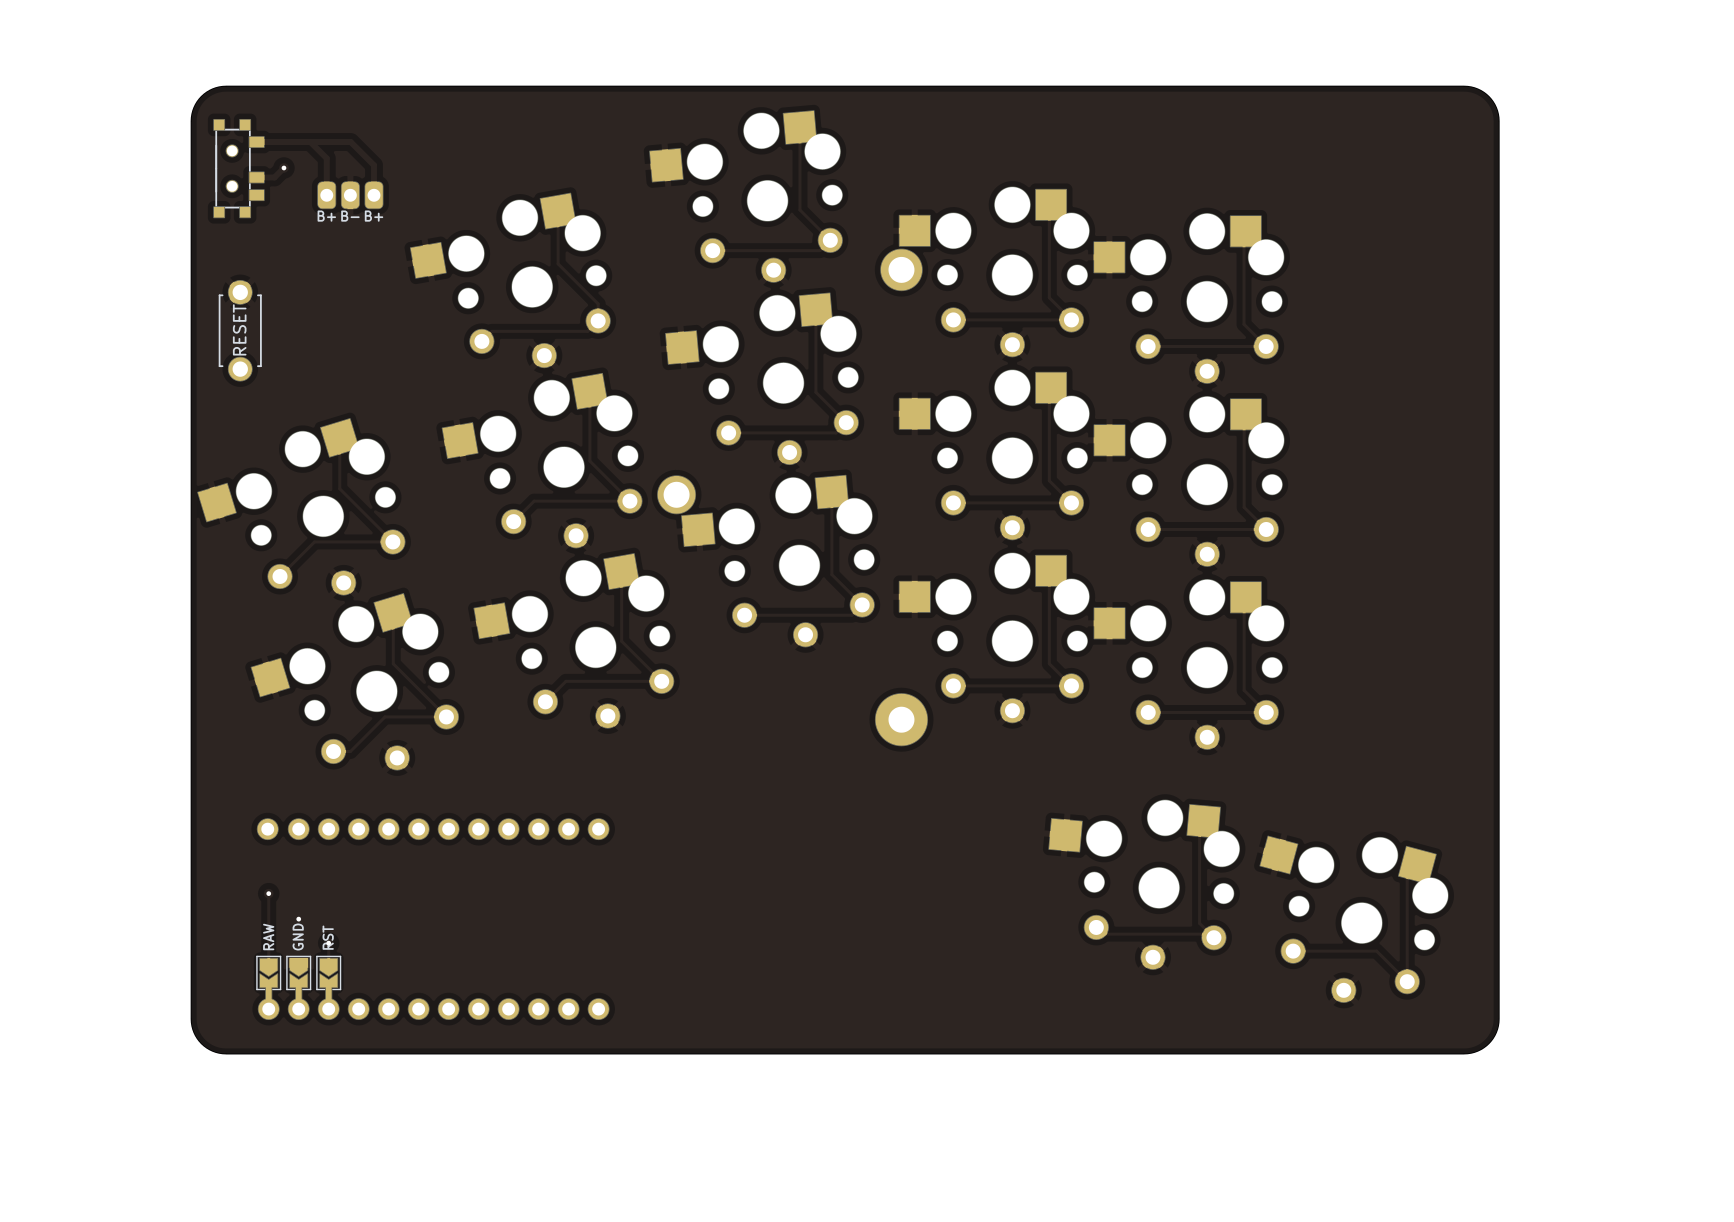 B+ B− B+
RESET
RAW
GND
RST